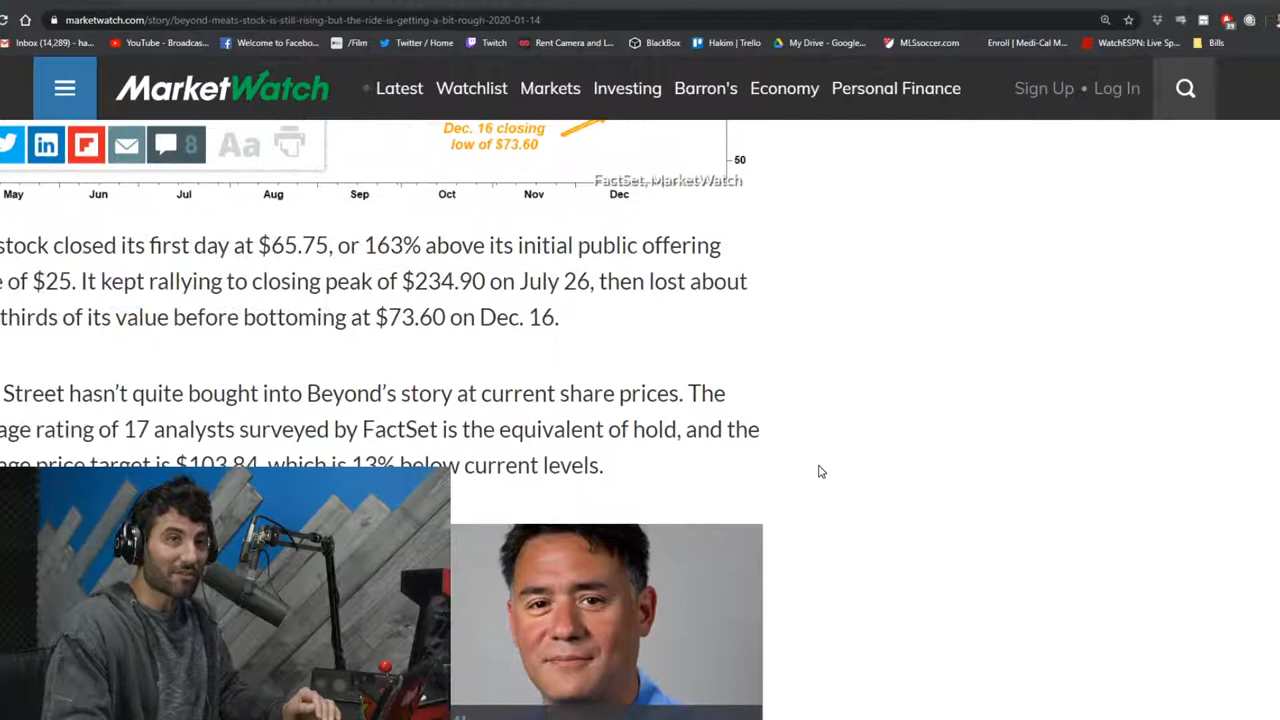 marketwatch.com/story/beyond-meats-stock-is-still-rising-but-the-ride-is-getting-a-bit-rough-2020-01-14
Inbox (14,289) - ha... YouTube - Broadcas... Welcome to Facebo... /Film Twitter / Home Twitch Rent Camera and L... BlackBox Hakim | Trello My Drive - Google... MLSsoccer.com Enroll | Medi-Cal M... WatchESPN: Live Sp... Bills
MarketWatch Latest Watchlist Markets Investing Barron's Economy Personal Finance Sign Up • Log In
Dec. 16 closing
low of $73.60
8 Aa
50
FactSet, MarketWatch
May Jun Jul Aug Sep Oct Nov Dec
stock closed its first day at $65.75, or 163% above its initial public offering
of $25. It kept rallying to closing peak of $234.90 on July 26, then lost about
thirds of its value before bottoming at $73.60 on Dec. 16.
Street hasn’t quite bought into Beyond’s story at current share prices. The
age rating of 17 analysts surveyed by FactSet is the equivalent of hold, and the
price target is $103.84, which is 13% below current levels.